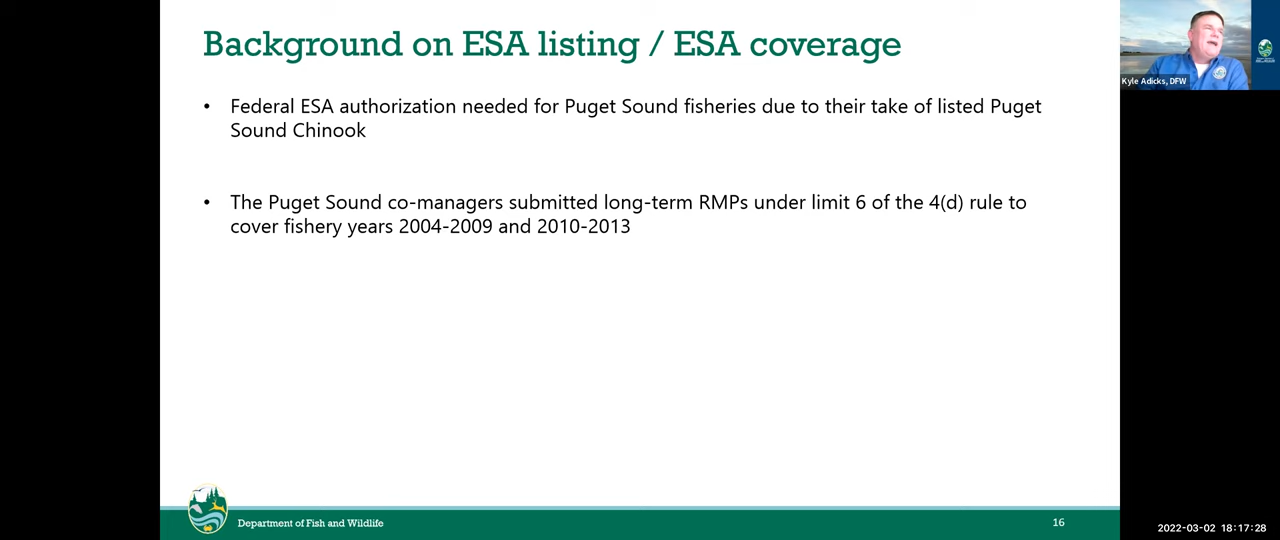 Background on ESA listing / ESA coverage
Kyle Adicks, DFW
• Federal ESA authorization needed for Puget Sound fisheries due to their take of listed Puget
Sound Chinook
• The Puget Sound co-managers submitted long-term RMPs under limit 6 of the 4(d) rule to
cover fishery years 2004-2009 and 2010-2013
Department of Fish and Wildlife
16
2022-03-02 18:17:28